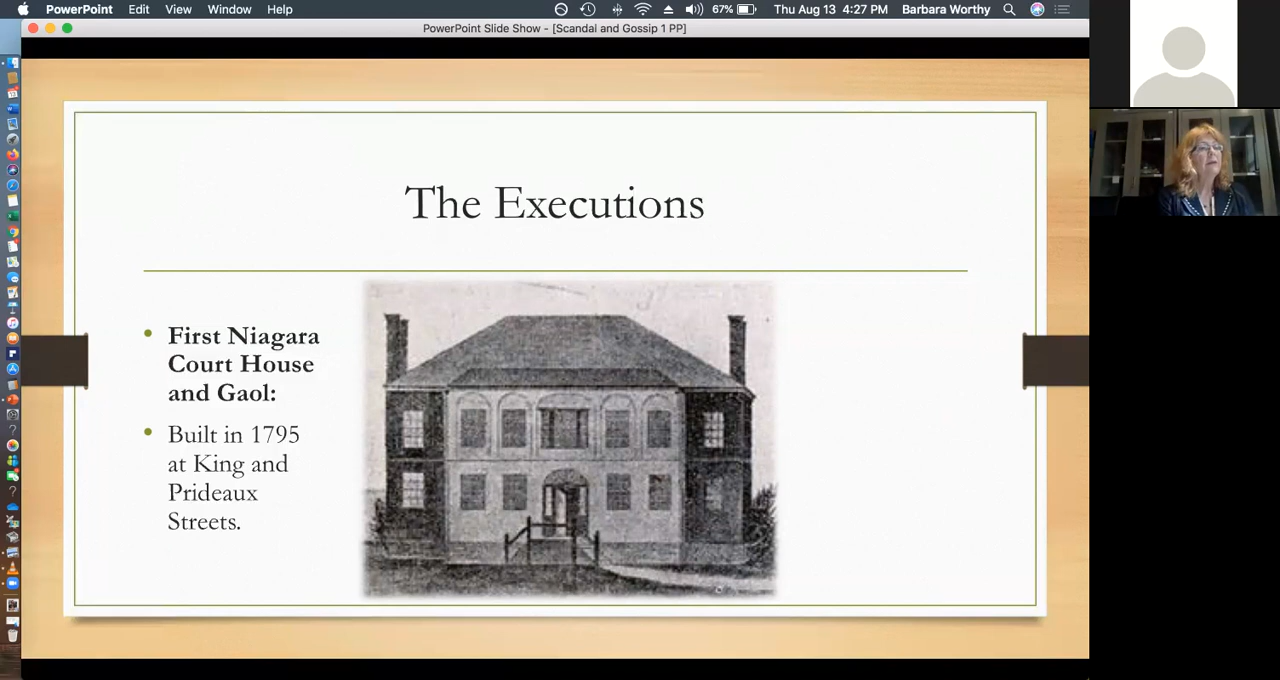 PowerPoint Edit View Window Help 67% Thu Aug 13 4:27 PM Barbara Worthy
PowerPoint Slide Show - [Scandal and Gossip 1 PP]
The Executions
• First Niagara
Court House
and Gaol:
• Built in 1795
at King and
Prideaux
Streets.